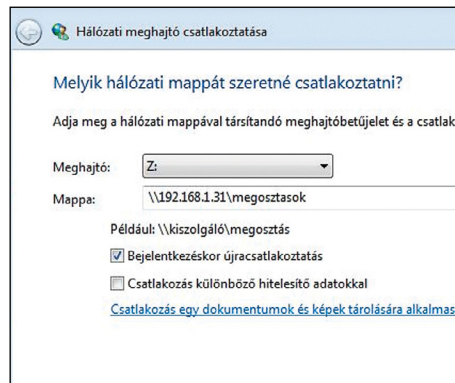 Hálózati meghajtó csatlakoztatása
Melyik hálózati mappát szeretné csatlakoztatni?
Adja meg a hálózati mappával társítandó meghajtóbetűjelet és a csatlak
Meghajtó: Z:
Mappa: \\192.168.1.31\megosztasok
Például: \\kiszolgáló\megosztás
Bejelentkezéskor újracsatlakoztatás
Csatlakozás különböző hitelesítő adatokkal
Csatlakozás egy dokumentumok és képek tárolására alkalmas